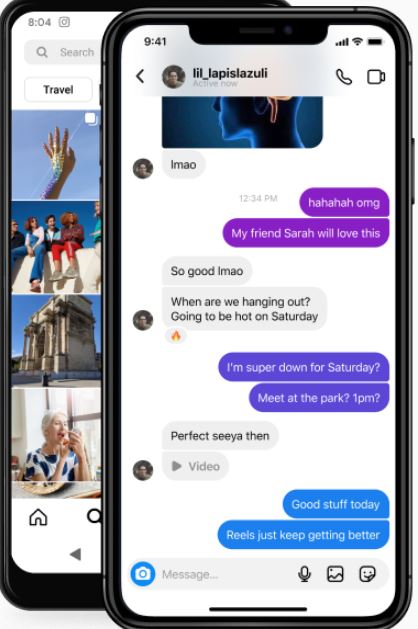 8:04
Search
Travel
9:41
lil_lapislazuli
Active now
lmao
12:34 PM
hahahah omg
My friend Sarah will love this
So good lmao
When are we hanging out?
Going to be hot on Saturday
I'm super down for Saturday?
Meet at the park? 1pm?
Perfect seeya then
Video
Good stuff today
Reels just keep getting better
Message...